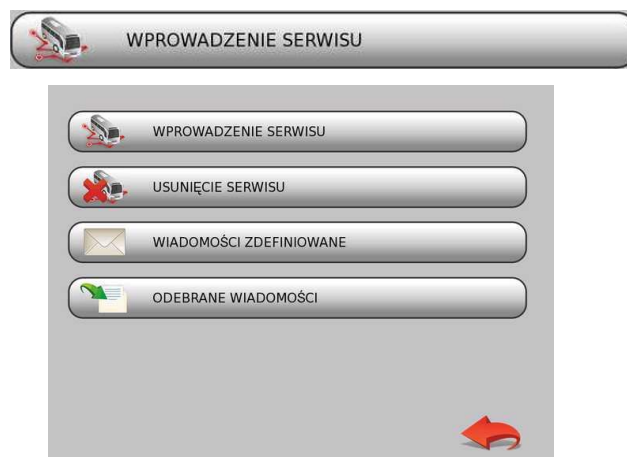 WPROWADZENIE SERWISU
WPROWADZENIE SERWISU
USUNIĘCIE SERWISU
WIADOMOŚCI ZDEFINIOWANE
ODEBRANE WIADOMOŚCI